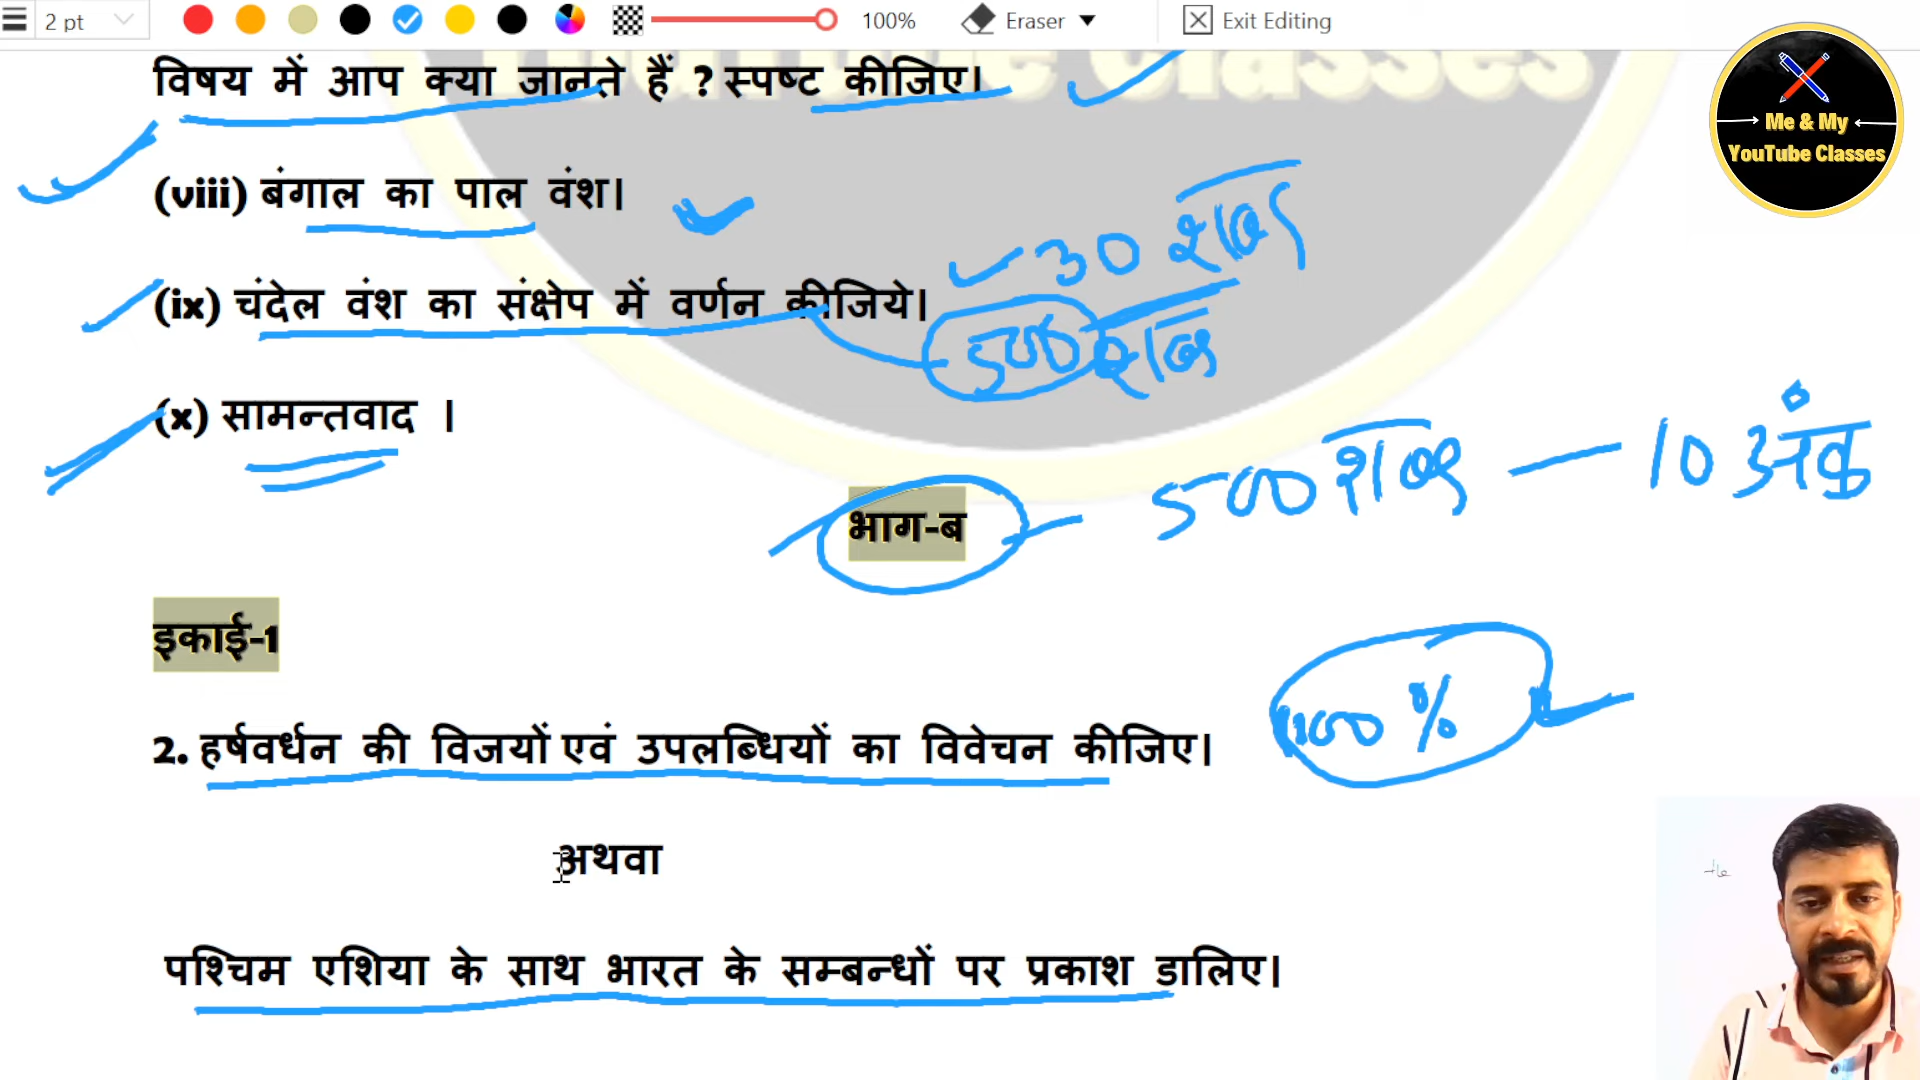 2 pt 100% Eraser Exit Editing
विषय में आप क्या जानते हैं ? स्पष्ट कीजिए।
Me & My
YouTube Classes
(viii) बंगाल का पाल वंश।
30 शब्द
(ix) चंदेल वंश का संक्षेप में वर्णन कीजिये।
500 शब्द
(x) सामन्तवाद ।
500 शब्द — 10 अंक
भाग-ब
इकाई-1
100 %
2. हर्षवर्धन की विजयों एवं उपलब्धियों का विवेचन कीजिए।
अथवा
पश्चिम एशिया के साथ भारत के सम्बन्धों पर प्रकाश डालिए।